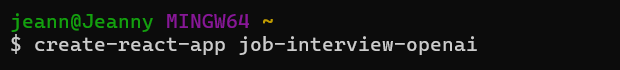 jeann@Jeanny MINGW64 ~
$ create-react-app job-interview-openai